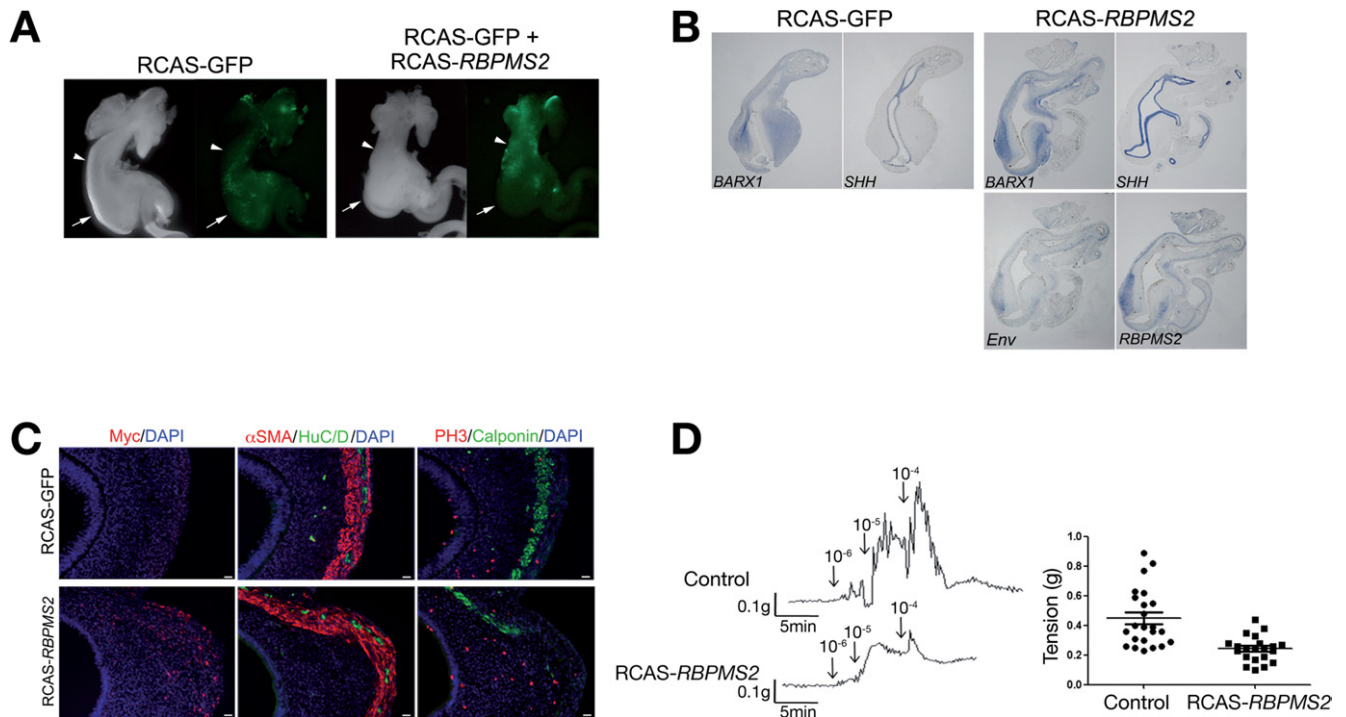 A
RCAS-GFP
RCAS-GFP +
RCAS-RBPMS2
B
RCAS-GFP
RCAS-RBPMS2
BARX1
SHH
BARX1
SHH
Env
RBPMS2
C
Myc/DAPI
αSMA/HuC/D/DAPI
PH3/Calponin/DAPI
RCAS-GFP
RCAS-RBPMS2
D
10-4
10-5
10-6
Control
0.1g
5min
10-4
10-5
10-6
RCAS-RBPMS2
0.1g
5min
Tension (g)
1.0
0.8
0.6
0.4
0.2
0.0
Control
RCAS-RBPMS2